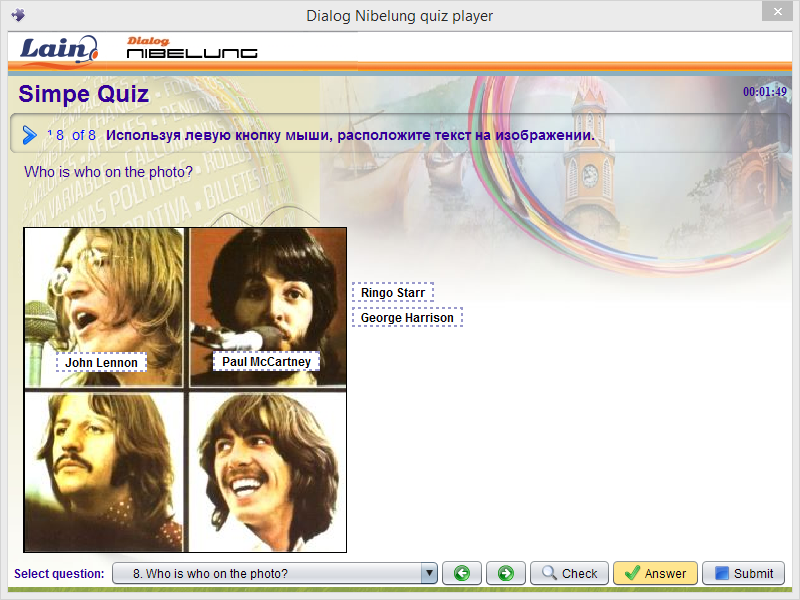 Dialog Nibelung quiz player
Lain
Dialog
NIBELUNG
Simpe Quiz
00:01:49
¹ 8 of 8 Используя левую кнопку мыши, расположите текст на изображении.
Who is who on the photo?
Ringo Starr
George Harrison
John Lennon
Paul McCartney
Select question:
8. Who is who on the photo?
Check
Answer
Submit